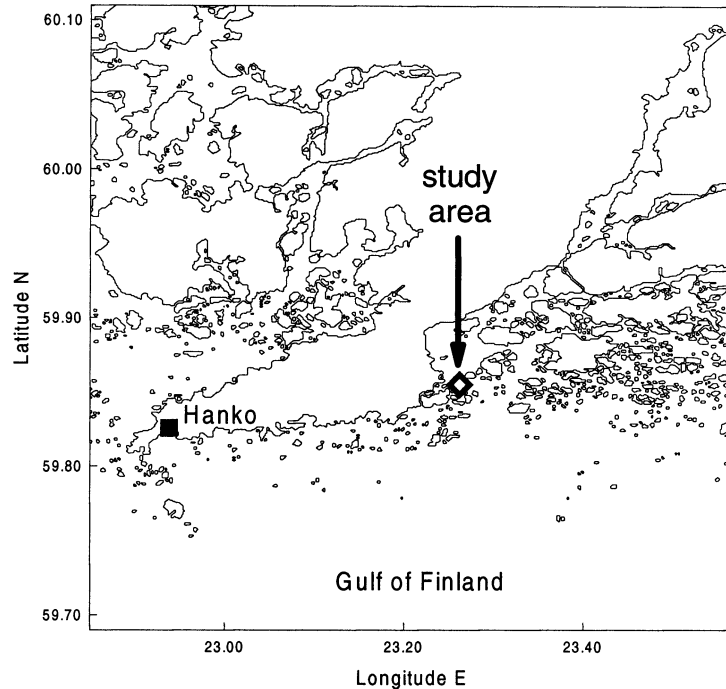 60.10
60.00
59.90
59.80
59.70
Latitude N
study
area
Hanko
Gulf of Finland
23.00
23.20
23.40
Longitude E